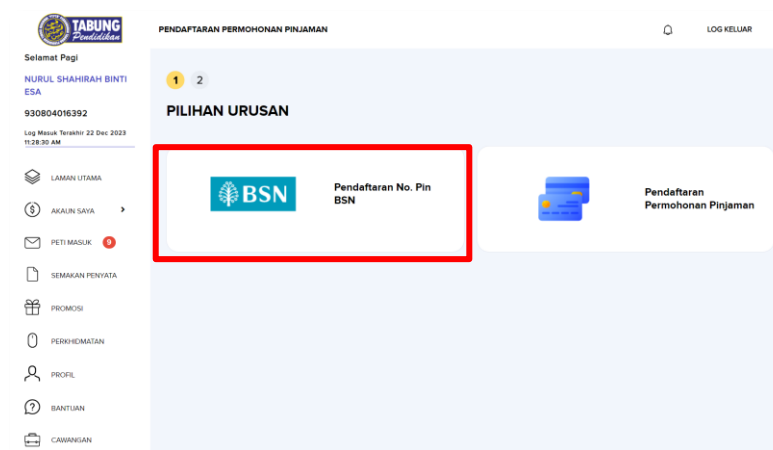 TABUNG
Pendidikan
PENDAFTARAN PERMOHONAN PINJAMAN
LOG KELUAR
Selamat Pagi
NURUL SHAHIRAH BINTI
ESA
930804016392
Log Masuk Terakhir 22 Dec 2023
11:28:30 AM
LAMAN UTAMA
AKAUN SAYA
PETI MASUK 9
SEMAKAN PENYATA
PROMOSI
PERKHIDMATAN
PROFIL
BANTUAN
CAWANGAN
1 2
PILIHAN URUSAN
BSN
Pendaftaran No. Pin
BSN
Pendaftaran
Permohonan Pinjaman